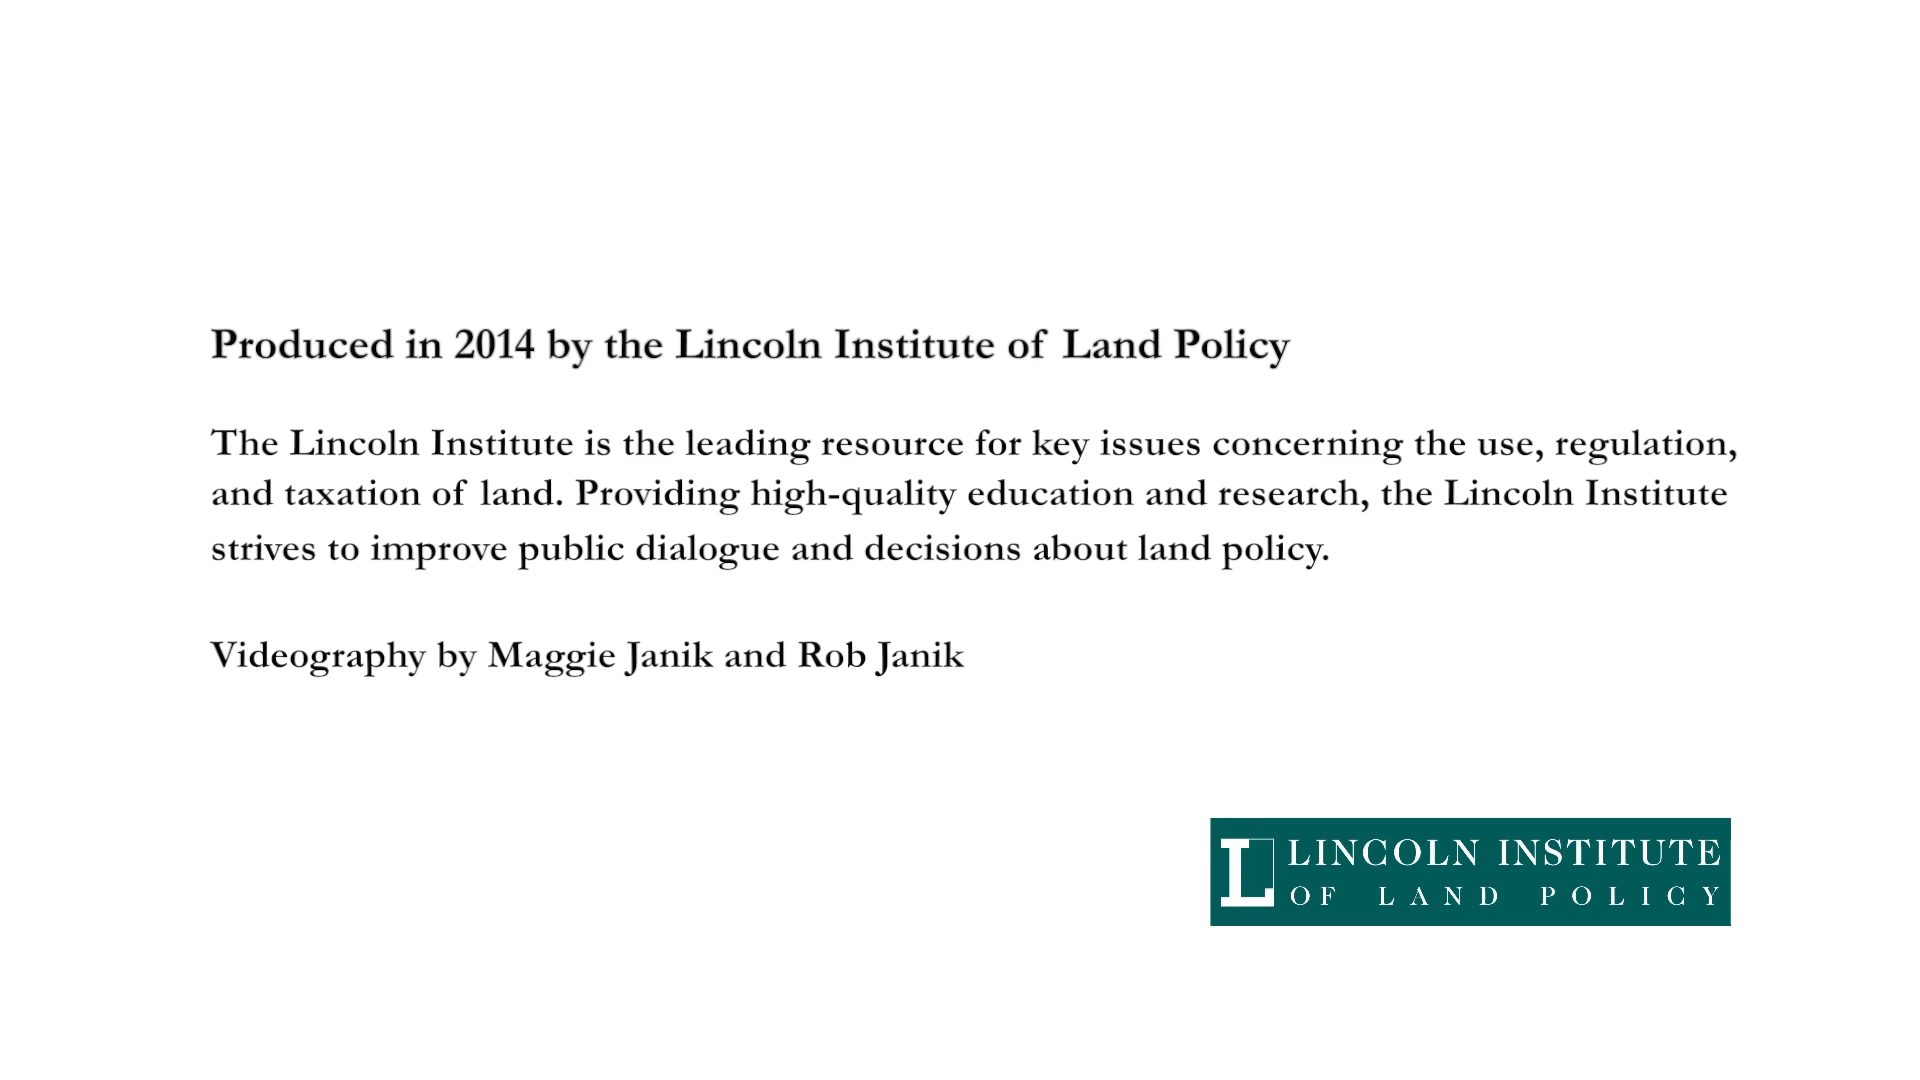 Produced in 2014 by the Lincoln Institute of Land Policy
The Lincoln Institute is the leading resource for key issues concerning the use, regulation,
and taxation of land. Providing high-quality education and research, the Lincoln Institute
strives to improve public dialogue and decisions about land policy.
Videography by Maggie Janik and Rob Janik
L LINCOLN INSTITUTE
OF LAND POLICY